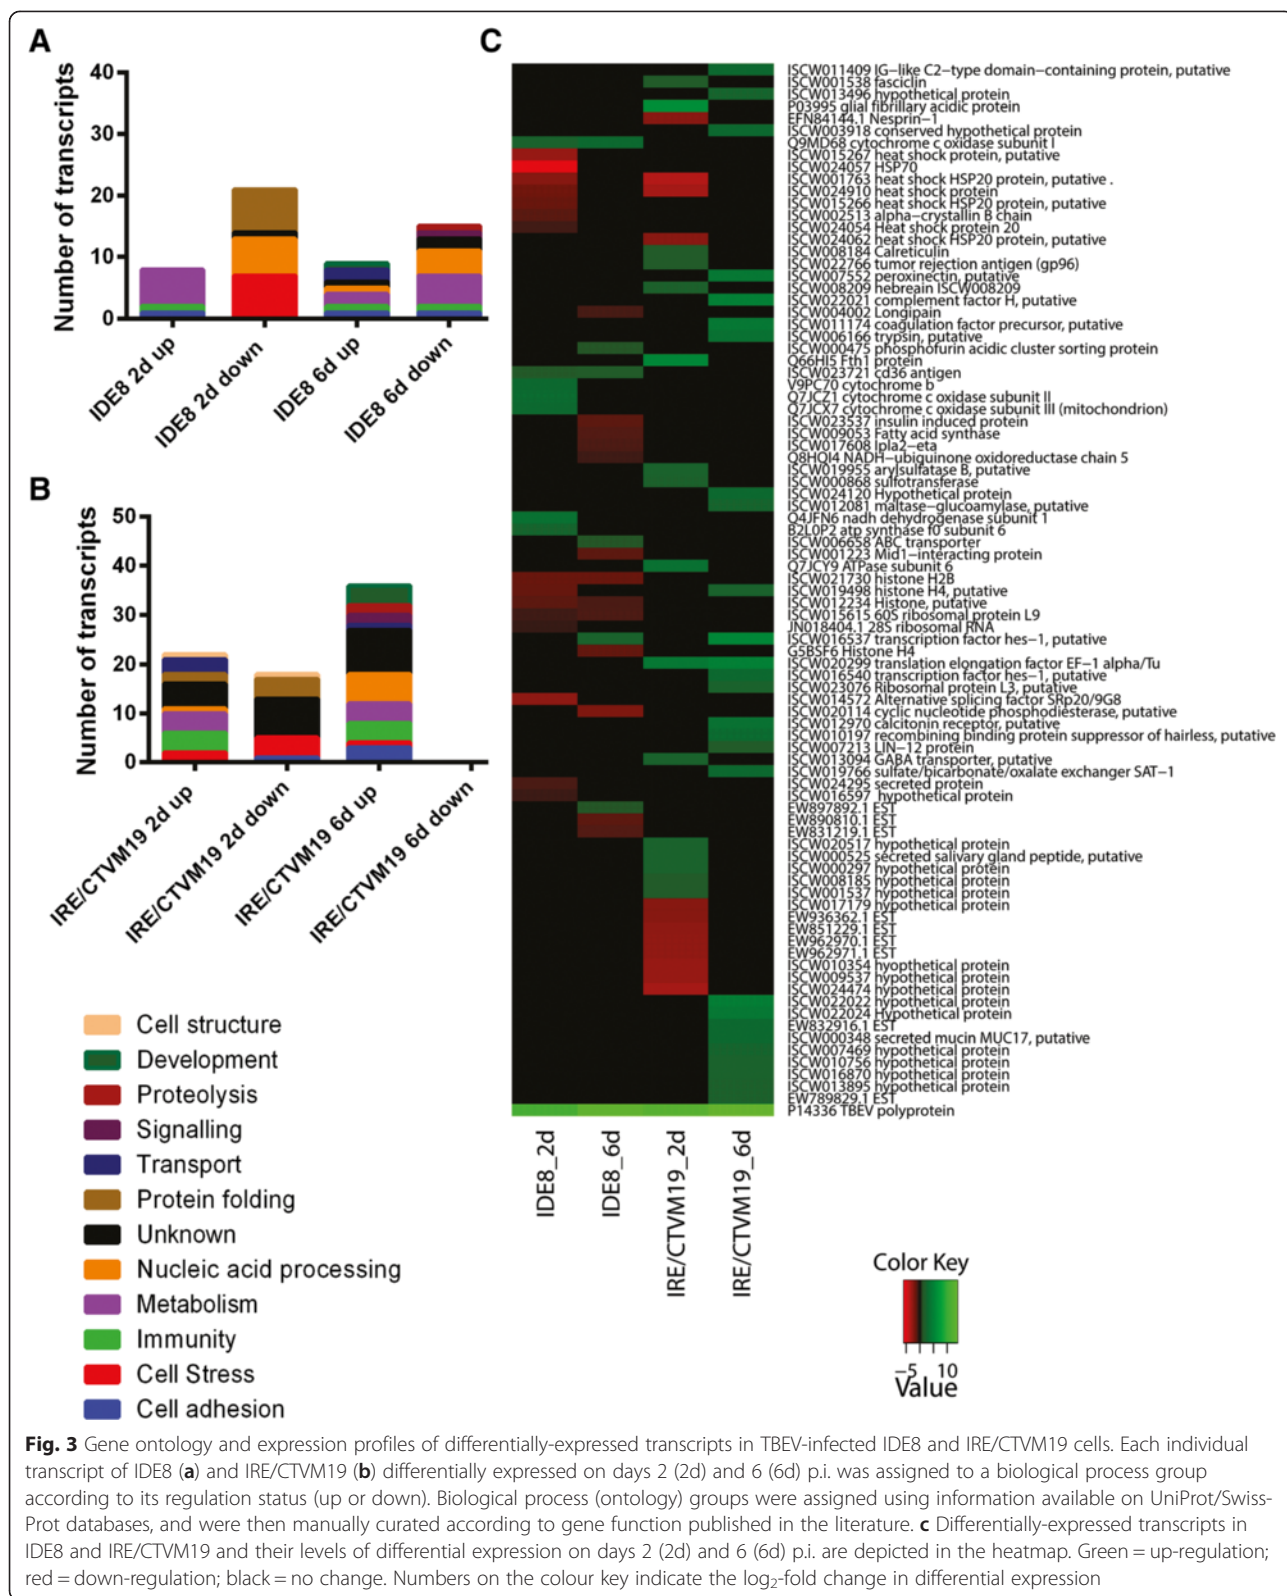 A
40
30
20
10
0
Number of transcripts
IDE8 2d up
IDE8 2d down
IDE8 6d up
IDE8 6d down
B
50
40
30
20
10
0
Number of transcripts
IRE/CTVM19 2d up
IRE/CTVM19 2d down
IRE/CTVM19 6d up
IRE/CTVM19 6d down
Cell structure
Development
Proteolysis
Signalling
Transport
Protein folding
Unknown
Nucleic acid processing
Metabolism
Immunity
Cell Stress
Cell adhesion
C
ISCW011409 IG−like C2−type domain−containing protein, putative
ISCW001538 fasciclin
ISCW013496 hypothetical protein
P03995 glial fibrillary acidic protein
EFN84144.1 Nesprin−1
ISCW003918 conserved hypothetical protein
Q9MD68 cytochrome c oxidase subunit I
ISCW015267 heat shock protein, putative
ISCW024057 HSP70
ISCW001763 heat shock HSP20 protein, putative .
ISCW024910 heat shock protein
ISCW015266 heat shock HSP20 protein, putative
ISCW002513 alpha−crystallin B chain
ISCW024054 Heat shock protein 20
ISCW024062 heat shock HSP20 protein, putative
ISCW008184 Calreticulin
ISCW022766 tumor rejection antigen (gp96)
ISCW007552 peroxinectin, putative
ISCW008209 hebreain ISCW008209
ISCW022021 complement factor H, putative
ISCW004002 Longipain
ISCW011174 coagulation factor precursor, putative
ISCW006166 trypsin, putative
ISCW000475 phosphofurin acidic cluster sorting protein
Q66HI5 Fth1 protein
ISCW023721 cd36 antigen
V9PC70 cytochrome b
Q7JCZ1 cytochrome c oxidase subunit II
Q7JCX7 cytochrome c oxidase subunit III (mitochondrion)
ISCW023537 insulin induced protein
ISCW009053 Fatty acid synthase
ISCW017608 Ipla2−eta
Q8HQI4 NADH−ubiquinone oxidoreductase chain 5
ISCW019955 arylsulfatase B, putative
ISCW000868 sulfotransferase
ISCW024120 Hypothetical protein
ISCW012081 maltase−glucoamylase, putative
Q4JFN6 nadh dehydrogenase subunit 1
B2L0P2 atp synthase f0 subunit 6
ISCW006658 ABC transporter
ISCW001223 Mid1−interacting protein
Q7JCY9 ATPase subunit 6
ISCW021730 histone H2B
ISCW019498 histone H4, putative
ISCW012234 Histone, putative
ISCW015615 60S ribosomal protein L9
JN018404.1 28S ribosomal RNA
ISCW016537 transcription factor hes−1, putative
G5BSF6 Histone H4
ISCW020299 translation elongation factor EF−1 alpha/Tu
ISCW016540 transcription factor hes−1, putative
ISCW023076 Ribosomal protein L3, putative
ISCW014572 Alternative splicing factor SRp20/9G8
ISCW020114 cyclic nucleotide phosphodiesterase, putative
ISCW012970 calcitonin receptor, putative
ISCW010197 recombining binding protein suppressor of hairless, putative
ISCW007213 LIN−12 protein
ISCW013094 GABA transporter, putative
ISCW019766 sulfate/bicarbonate/oxalate exchanger SAT−1
ISCW024295 secreted protein
ISCW016597 hypothetical protein
EW897892.1 EST
EW890810.1 EST
EW831219.1 EST
ISCW020517 hypothetical protein
ISCW000525 secreted salivary gland peptide, putative
ISCW000297 hypothetical protein
ISCW008185 hypothetical protein
ISCW001537 hypothetical protein
ISCW017179 hypothetical protein
EW936362.1 EST
EW851229.1 EST
EW962970.1 EST
EW962971.1 EST
ISCW010354 hyopthetical protein
ISCW009537 hypothetical protein
ISCW024474 hypothetical protein
ISCW022022 hypothetical protein
ISCW022024 Hypothetical protein
EW832916.1 EST
ISCW000348 secreted mucin MUC17, putative
ISCW007469 hypothetical protein
ISCW010756 hypothetical protein
ISCW016870 hypothetical protein
ISCW013895 hypothetical protein
EW789829.1 EST
P14336 TBEV polyprotein
IDE8_2d
IDE8_6d
IRE/CTVM19_2d
IRE/CTVM19_6d
Color Key
−5 10
Value
Fig. 3 Gene ontology and expression profiles of differentially-expressed transcripts in TBEV-infected IDE8 and IRE/CTVM19 cells. Each individual
transcript of IDE8 (a) and IRE/CTVM19 (b) differentially expressed on days 2 (2d) and 6 (6d) p.i. was assigned to a biological process group
according to its regulation status (up or down). Biological process (ontology) groups were assigned using information available on UniProt/Swiss-
Prot databases, and were then manually curated according to gene function published in the literature. c Differentially-expressed transcripts in
IDE8 and IRE/CTVM19 and their levels of differential expression on days 2 (2d) and 6 (6d) p.i. are depicted in the heatmap. Green = up-regulation;
red = down-regulation; black = no change. Numbers on the colour key indicate the log₂-fold change in differential expression